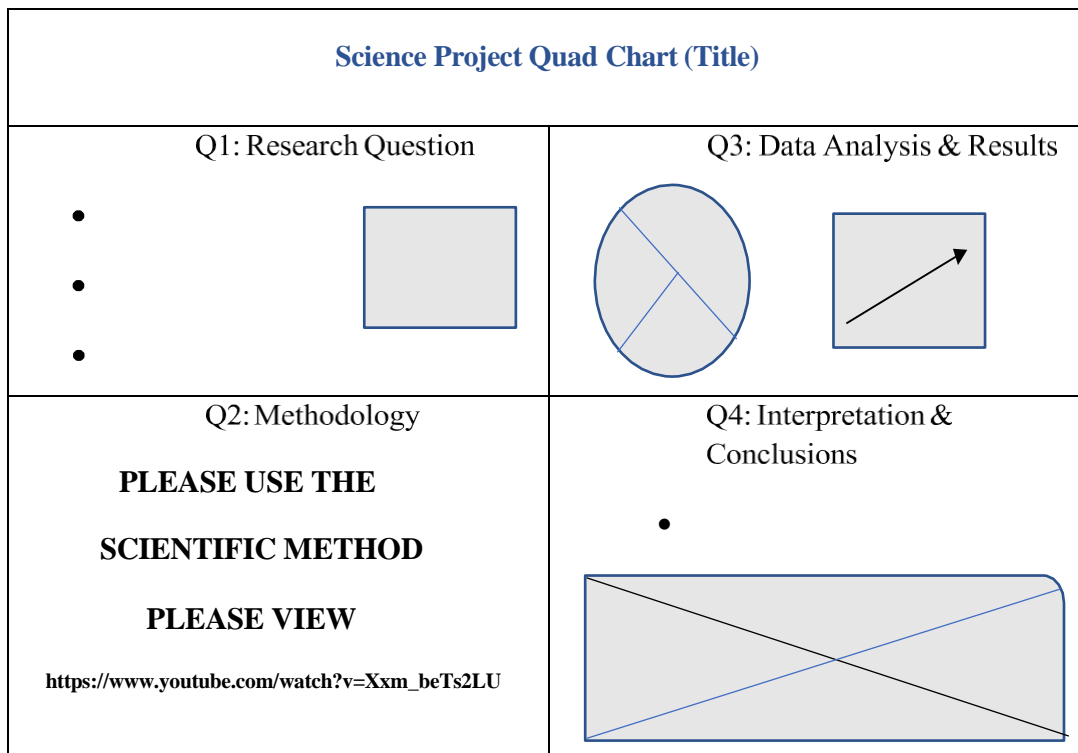 Science Project Quad Chart (Title)
Q1: Research Question
•
•
•
Q3: Data Analysis & Results
Q2: Methodology
PLEASE USE THE
SCIENTIFIC METHOD
PLEASE VIEW
https://www.youtube.com/watch?v=Xxm_beTs2LU
Q4: Interpretation &
Conclusions
•